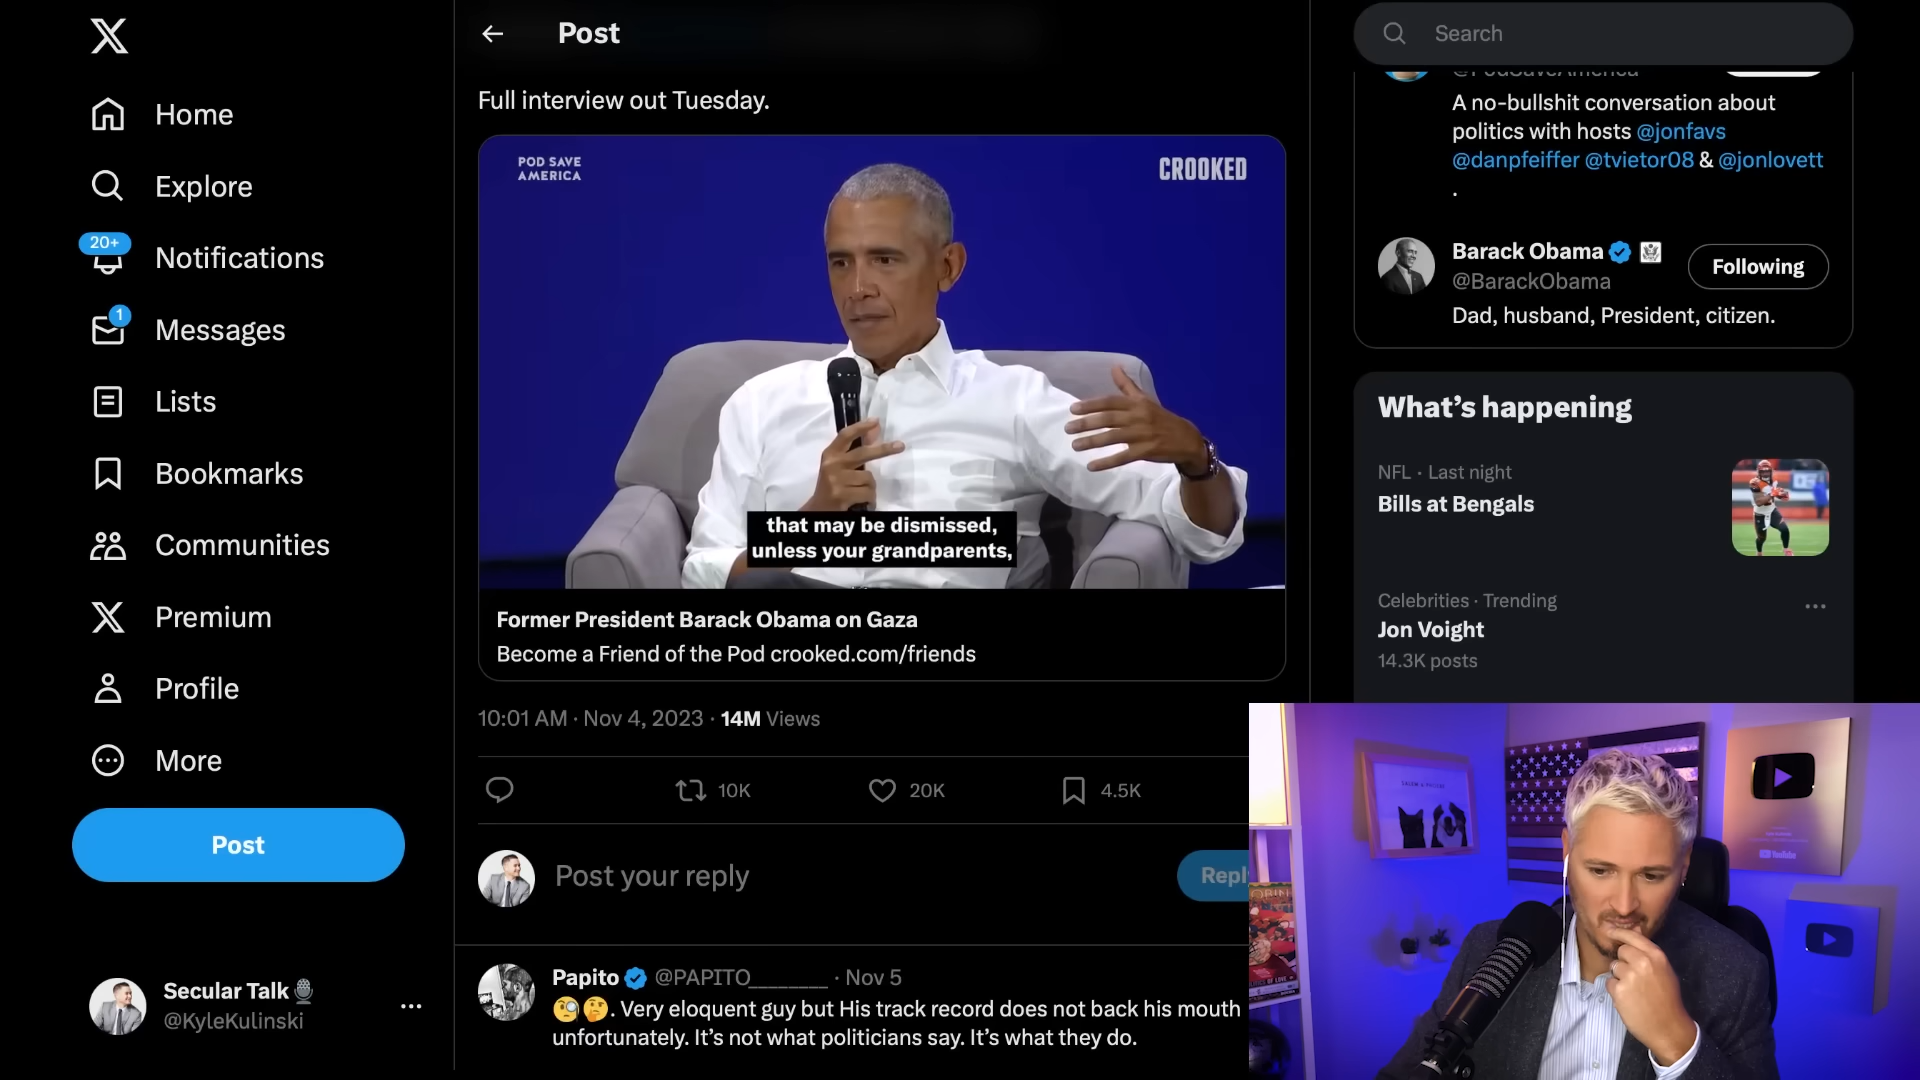 Home
Explore
20+
Notifications
1
Messages
Lists
Bookmarks
Communities
Premium
Profile
More
Post
Secular Talk
@KyleKulinski
Post
Full interview out Tuesday.
POD SAVE
AMERICA
CROOKED
that may be dismissed,
unless your grandparents,
Former President Barack Obama on Gaza
Become a Friend of the Pod crooked.com/friends
10:01 AM · Nov 4, 2023 · 14M Views
10K
20K
4.5K
Post your reply
Papito @PAPITO________ · Nov 5
🧐🤔. Very eloquent guy but His track record does not back his mouth
unfortunately. It’s not what politicians say. It’s what they do.
Search
@PodSaveAmerica
A no-bullshit conversation about
politics with hosts @jonfavs
@danpfeiffer @tvietor08 & @jonlovett
.
Barack Obama
Following
@BarackObama
Dad, husband, President, citizen.
What’s happening
NFL · Last night
Bills at Bengals
Celebrities · Trending
Jon Voight
14.3K posts
YouTube